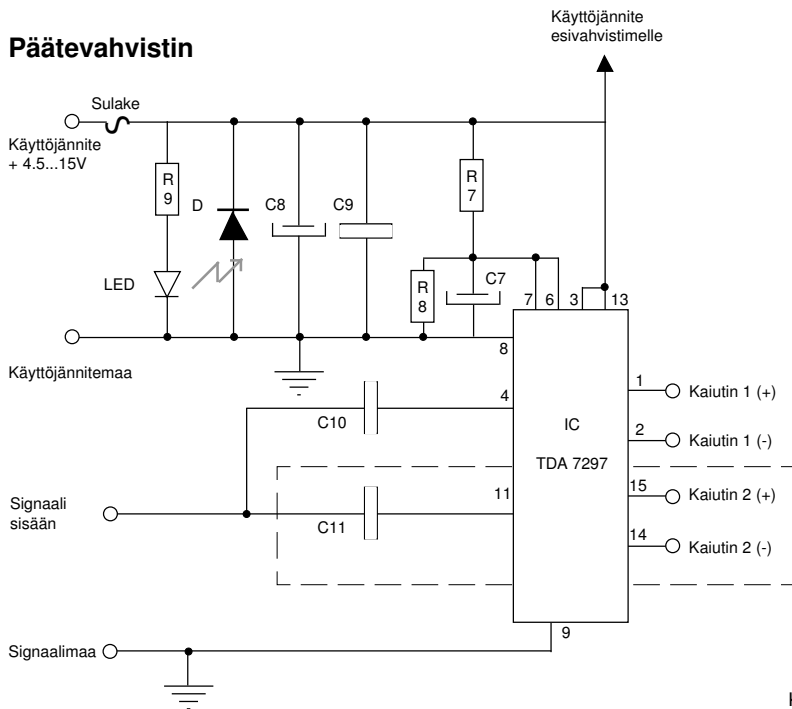 Käyttöjännite
esivahvistimelle
Päätevahvistin
Sulake
Käyttöjännite
+ 4.5...15V
R
9
D
C8
C9
R
7
LED
R
8
C7
7 6 3 13
8
Käyttöjännitemaa
4
C10
1
Kaiutin 1 (+)
IC
2
Kaiutin 1 (-)
TDA 7297
Signaali
sisään
11
C11
15
Kaiutin 2 (+)
14
Kaiutin 2 (-)
9
Signaalimaa